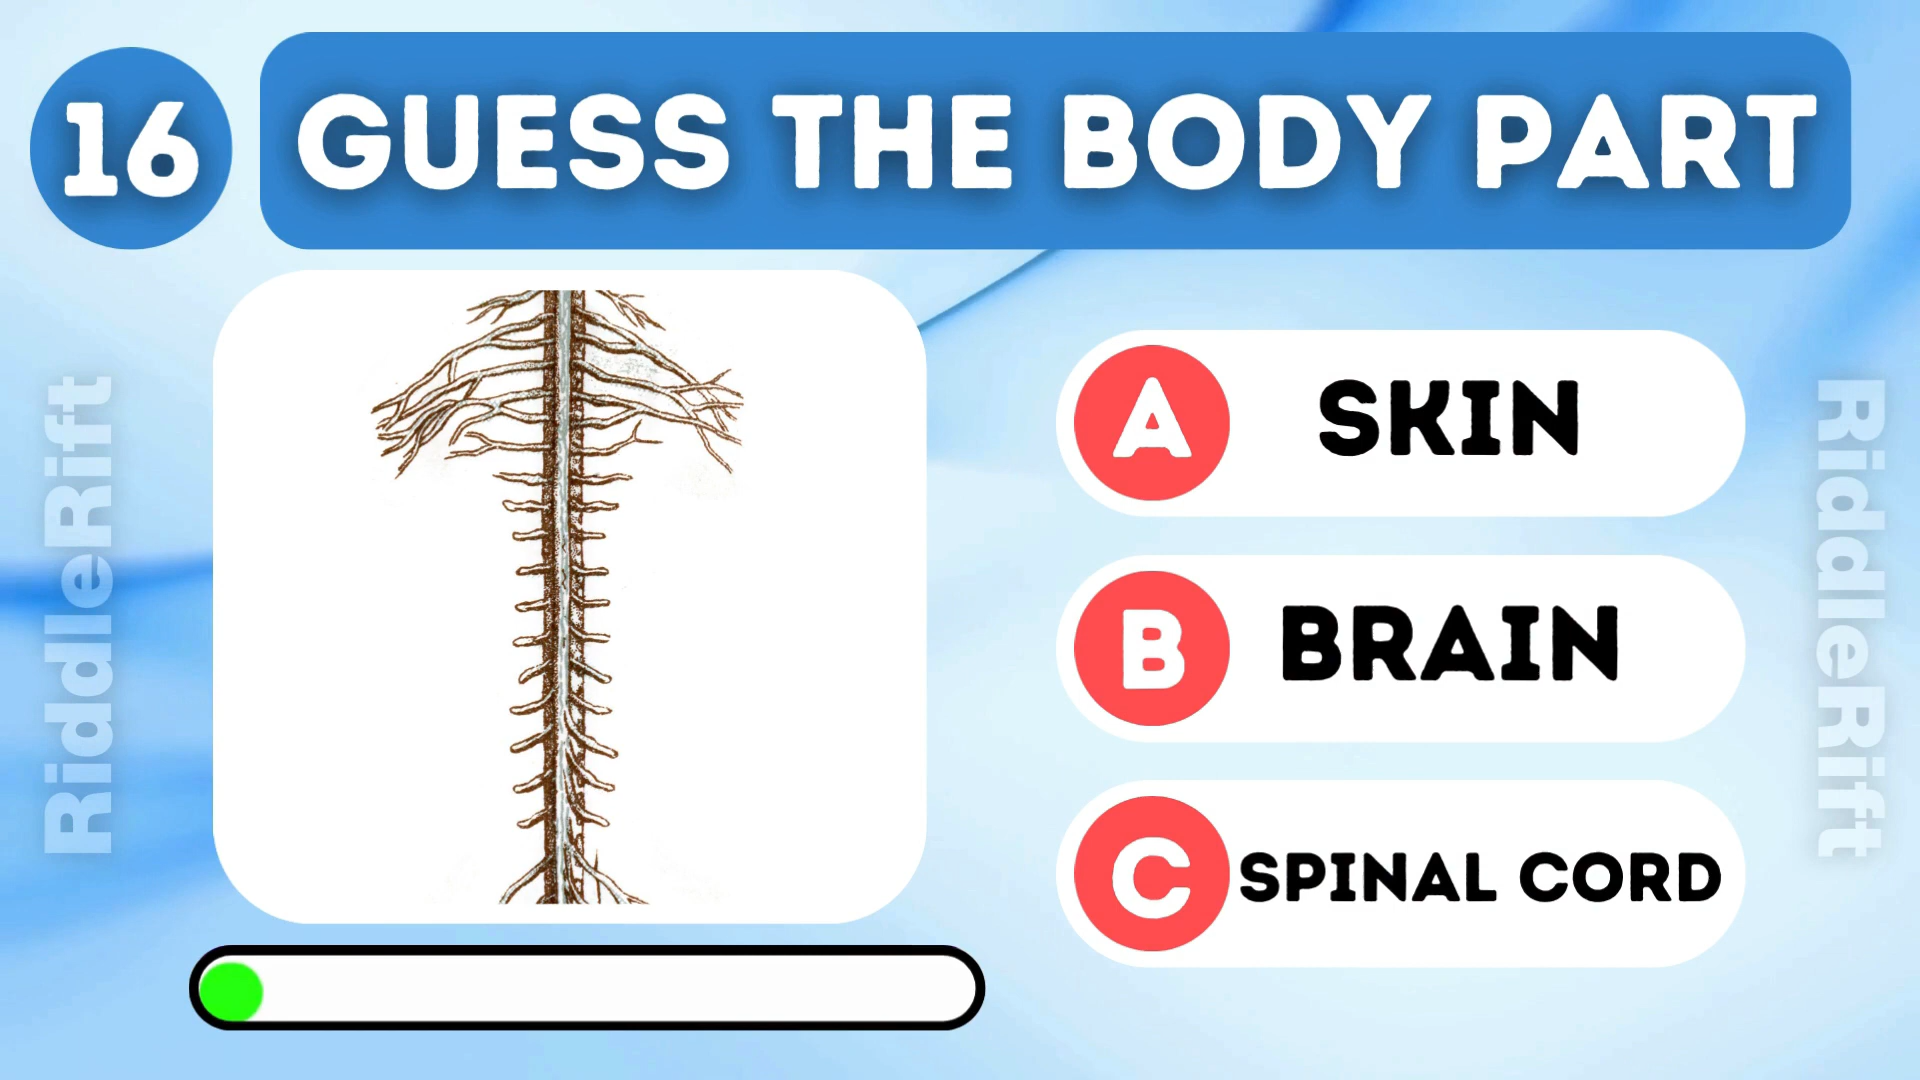 16
GUESS THE BODY PART
A SKIN
B BRAIN
C SPINAL CORD
RiddleRift
RiddleRift